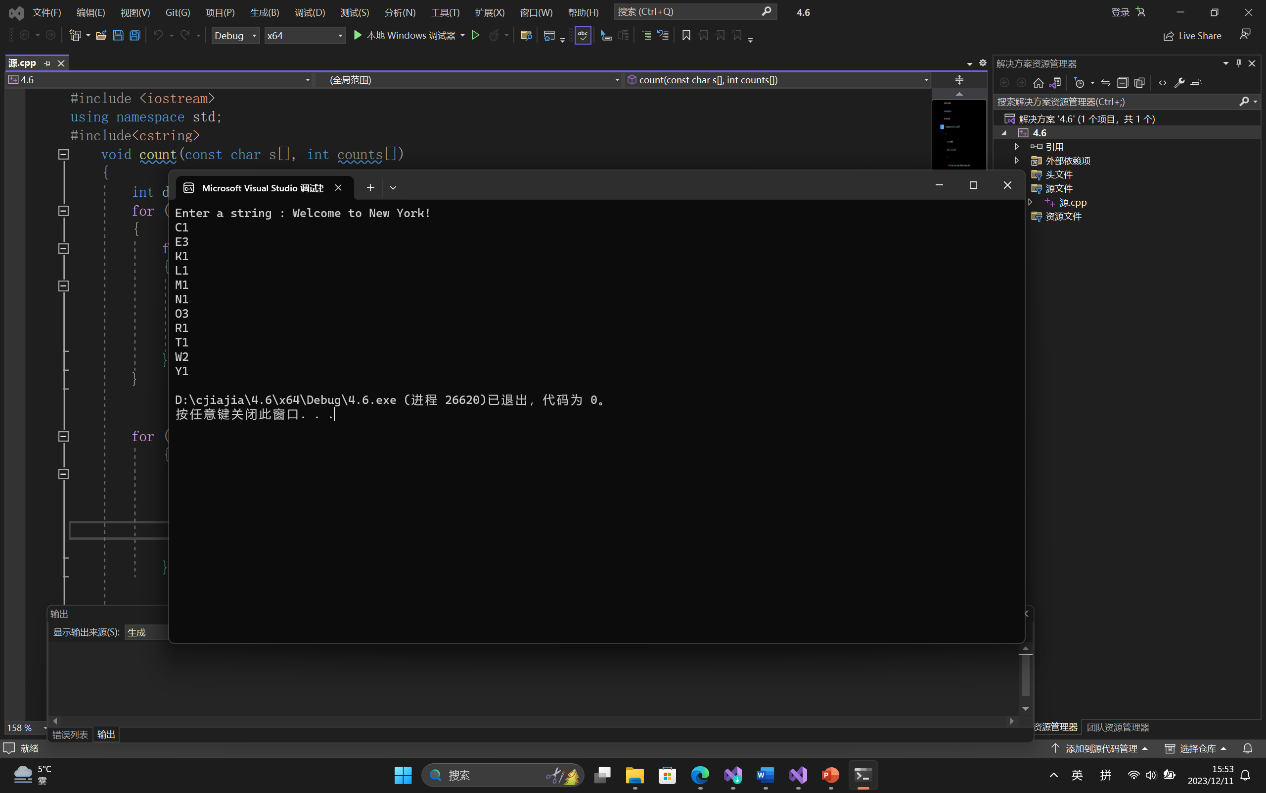 文件(F) 编辑(E) 视图(V) Git(G) 项目(P) 生成(B) 调试(D) 测试(S) 分析(N) 工具(T) 扩展(X) 窗口(W) 帮助(H) 搜索 (Ctrl+Q) 4.6 登录
Debug x64 本地 Windows 调试器 Live Share
源.cpp
4.6 (全局范围) count(const char s[], int counts[])
#include <iostream>
using namespace std;
#include<cstring>
void count(const char s[], int counts[])
{
int
for (
{
{
}
}
for (
{
}
Microsoft Visual Studio
Enter a string : Welcome to New York!
C1
E3
K1
L1
M1
N1
O3
R1
T1
W2
Y1
D:\cjiajia\4.6\x64\Debug\4.6.exe (进程 26620)已退出，代码为 0。
按任意键关闭此窗口. . .
解决方案资源管理器
搜索解决方案资源管理器(Ctrl+;)
解决方案 '4.6' (1 个项目，共 1 个)
4.6
引用
外部依赖项
头文件
源文件
源.cpp
资源文件
输出
显示输出来源(S): 生成
158 %
错误列表 输出
资源管理器 团队资源管理器
就绪 添加到源代码管理 选择仓库
5°C
雾
搜索
英 拼
15:53
2023/12/11